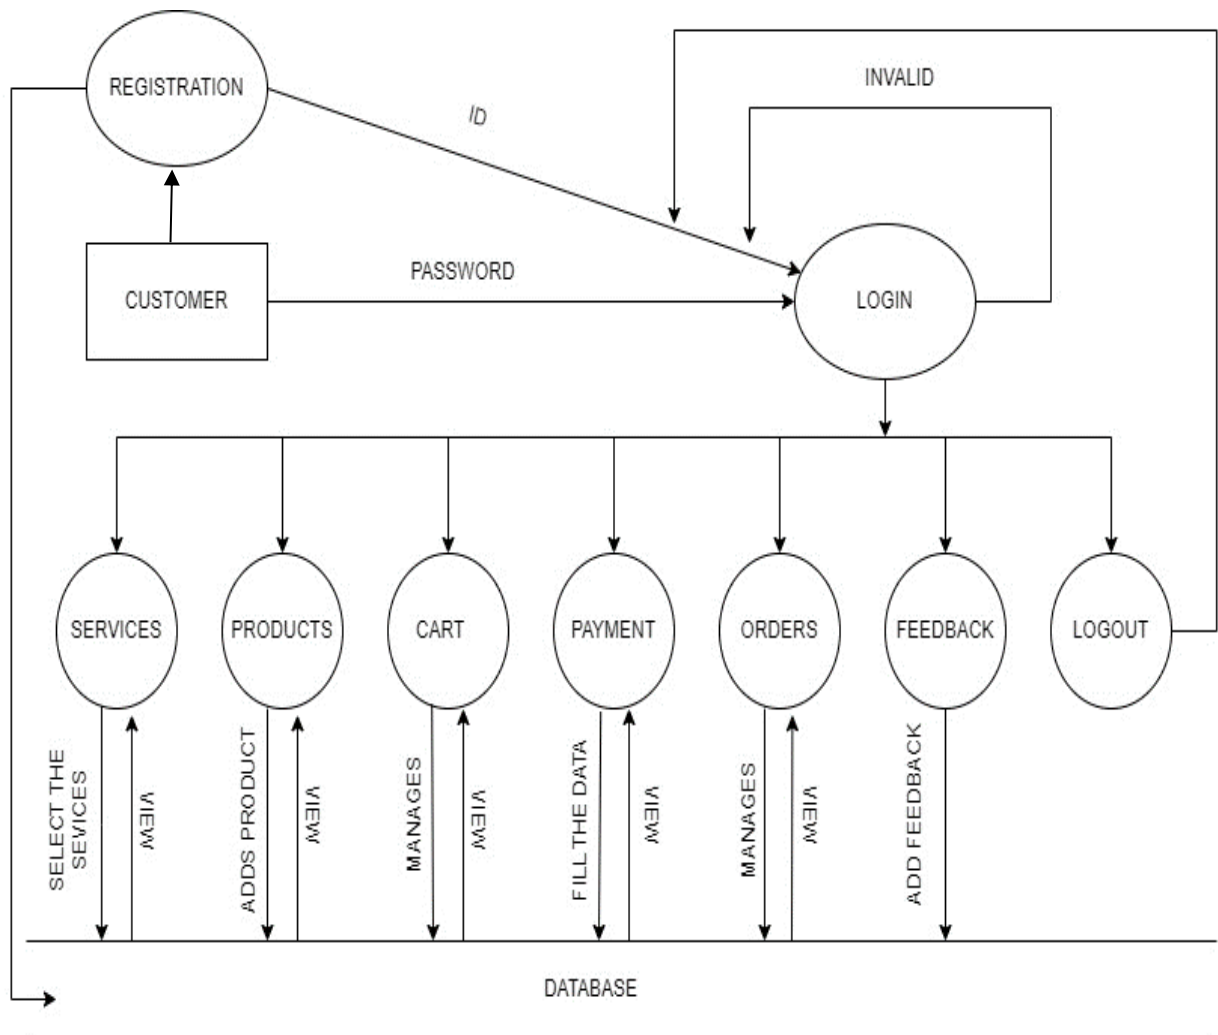 REGISTRATION
ID
INVALID
PASSWORD
CUSTOMER
LOGIN
SERVICES
PRODUCTS
CART
PAYMENT
ORDERS
FEEDBACK
LOGOUT
SELECT THE
SEVICES
VIEW
ADDS PRODUCT
VIEW
MANAGES
VIEW
FILL THE DATA
VIEW
MANAGES
VIEW
ADD FEEDBACK
DATABASE